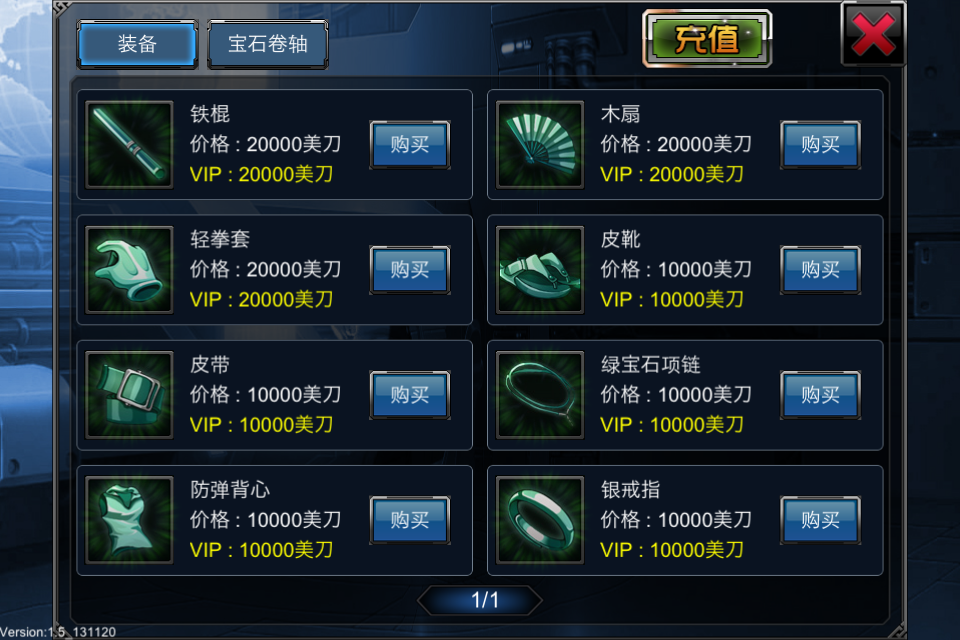 装备
宝石卷轴
充值
铁棍
价格：20000美刀
VIP：20000美刀
购买
木扇
价格：20000美刀
VIP：20000美刀
购买
轻拳套
价格：20000美刀
VIP：20000美刀
购买
皮靴
价格：10000美刀
VIP：10000美刀
购买
皮带
价格：10000美刀
VIP：10000美刀
购买
绿宝石项链
价格：10000美刀
VIP：10000美刀
购买
防弹背心
价格：10000美刀
VIP：10000美刀
购买
银戒指
价格：10000美刀
VIP：10000美刀
购买
1/1
Version:1.5_131120